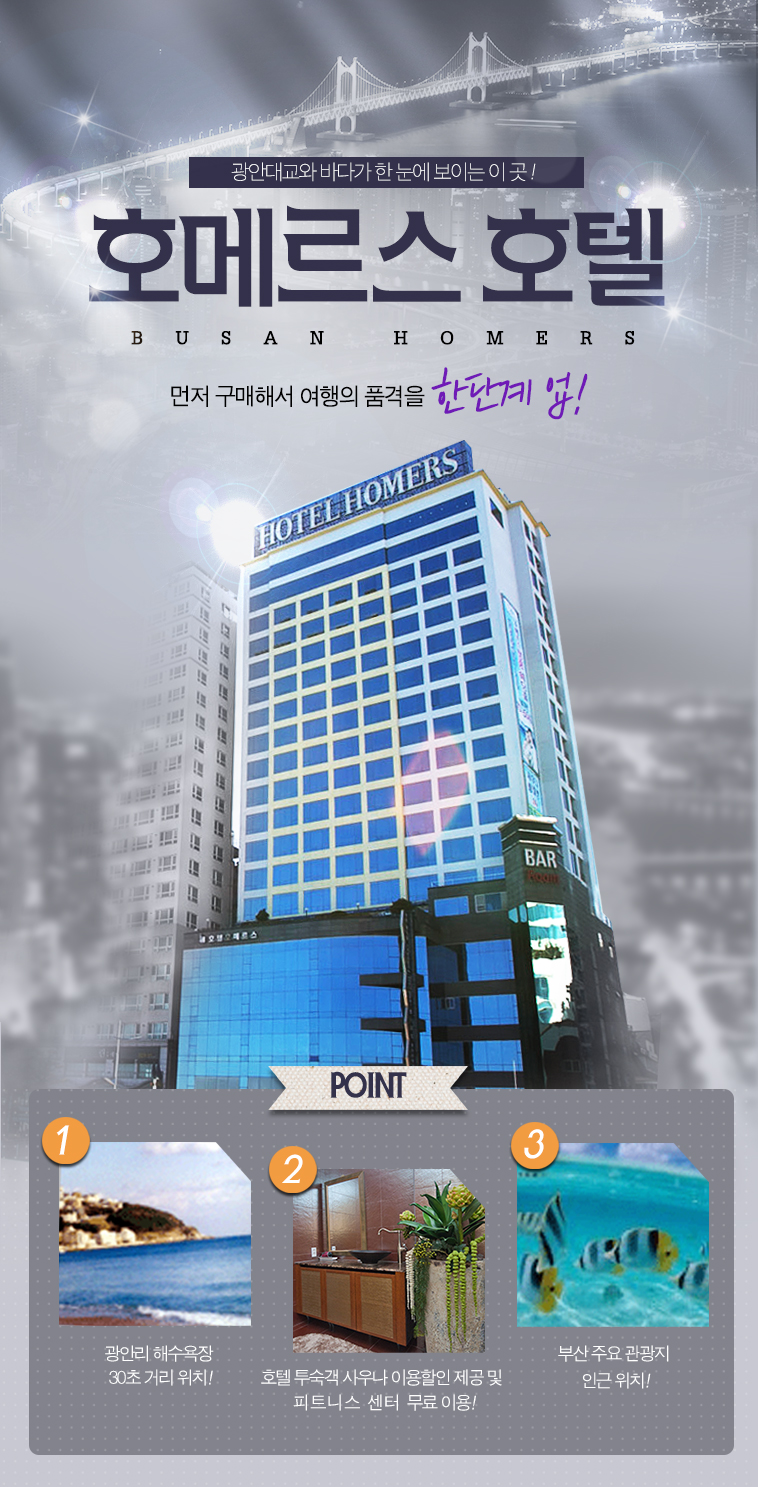 광안대교와 바다가 한 눈에 보이는 이 곳!
호메르스 호텔
BUSAN HOMERS
먼저 구매해서 여행의 품격을 한단계 업!
HOTEL HOMERS
BAR
Room
호텔호메르스
POINT
1
2
3
광안리 해수욕장
30초 거리 위치!
호텔 투숙객 사우나 이용할인 제공 및
피트니스 센터 무료 이용!
부산 주요 관광지
인근 위치!